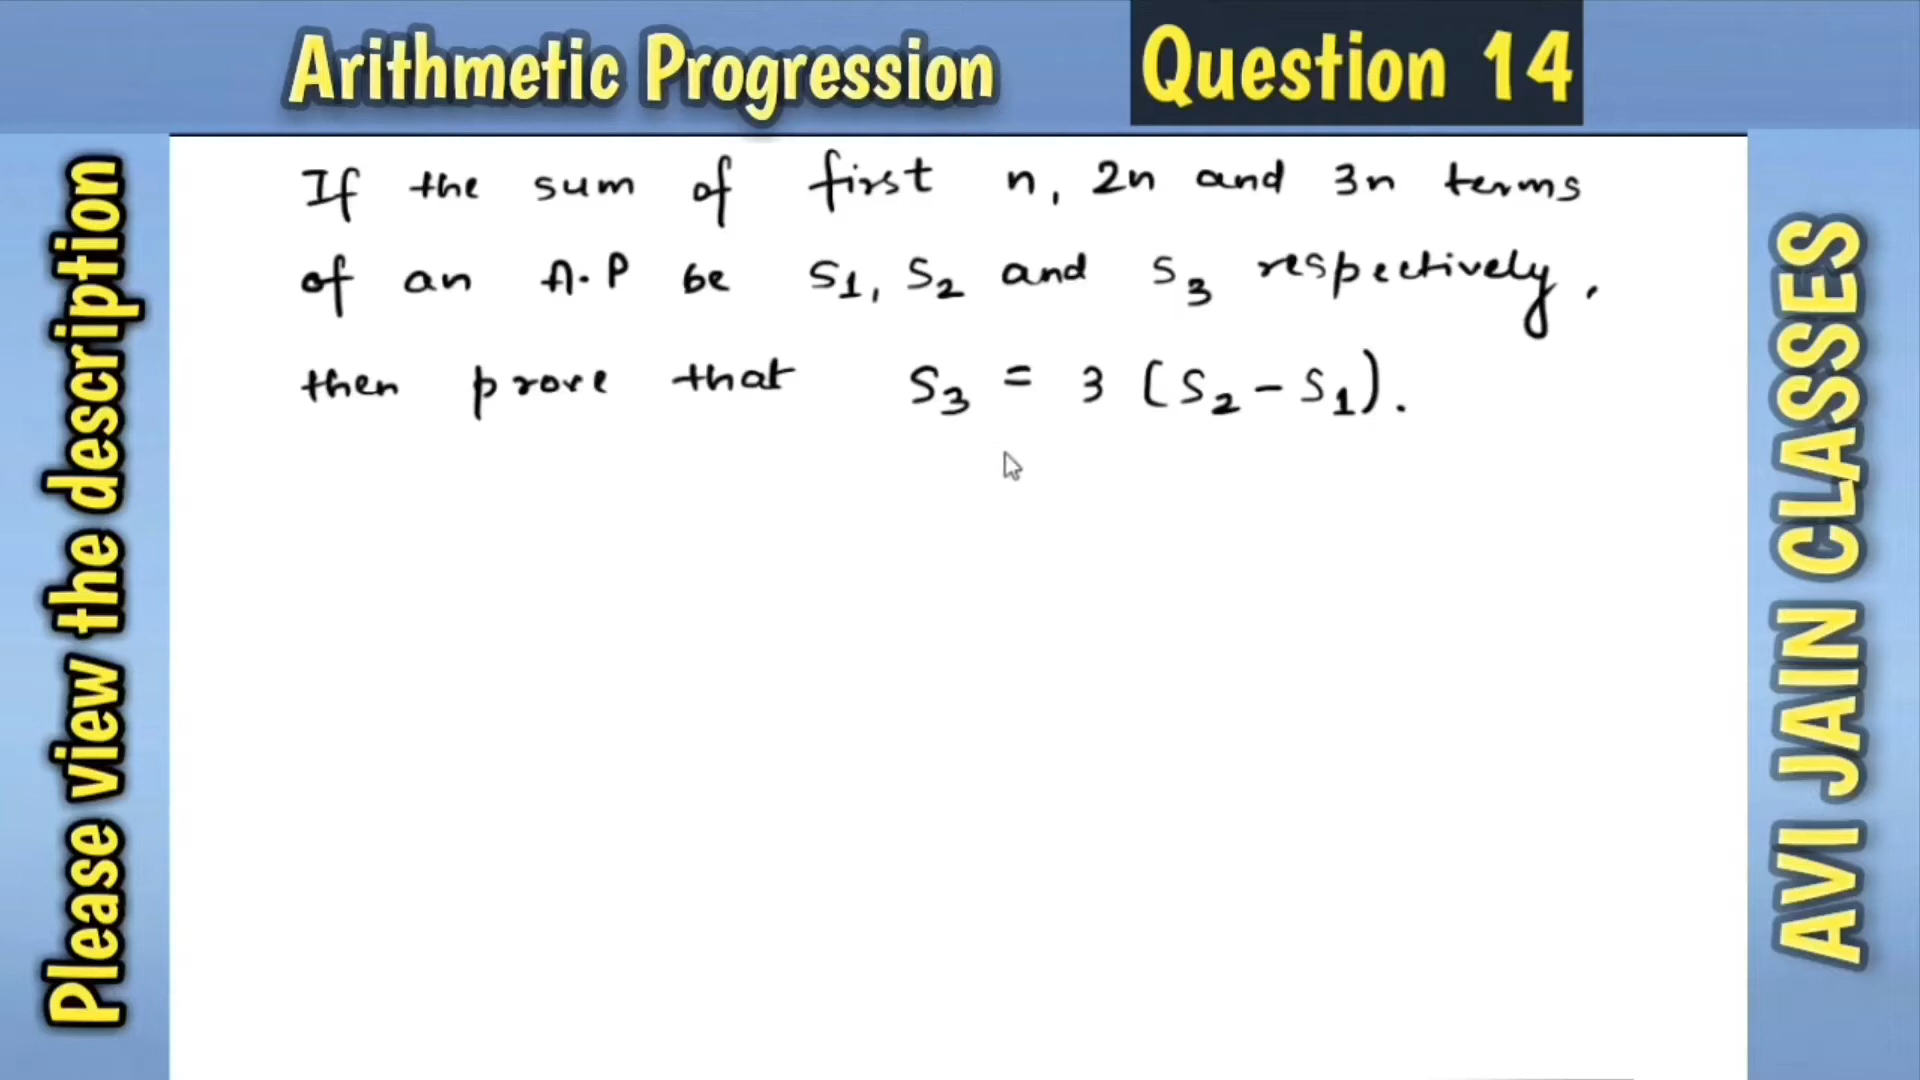 Arithmetic Progression
Question 14
If the sum of first n, 2n and 3n terms
of an A.P be S1, S2 and S3 respectively,
then prove that S3 = 3 (S2 - S1).
Please view the description
AVI JAIN CLASSES